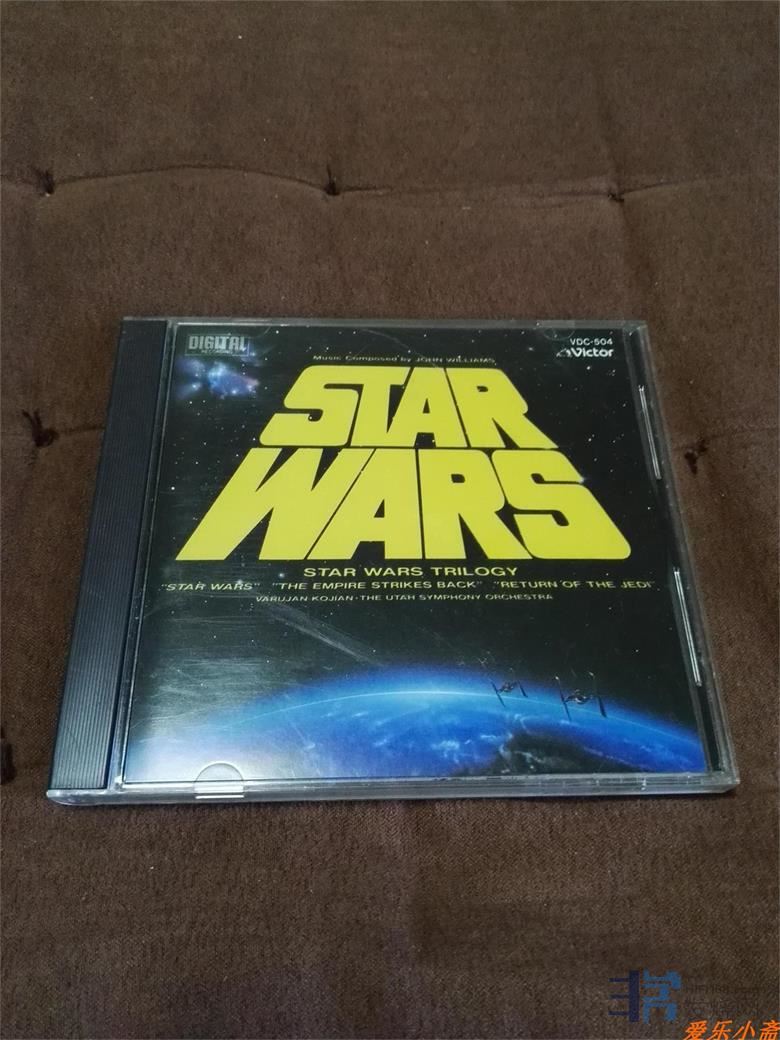 DIGITAL
RECORDING
VDC-504
Victor
Music Composed by JOHN WILLIAMS
STAR
WARS
STAR WARS TRILOGY
"STAR WARS" "THE EMPIRE STRIKES BACK" "RETURN OF THE JEDI"
VARUJAN KOJIAN·THE UTAH SYMPHONY ORCHESTRA
爱乐小斋